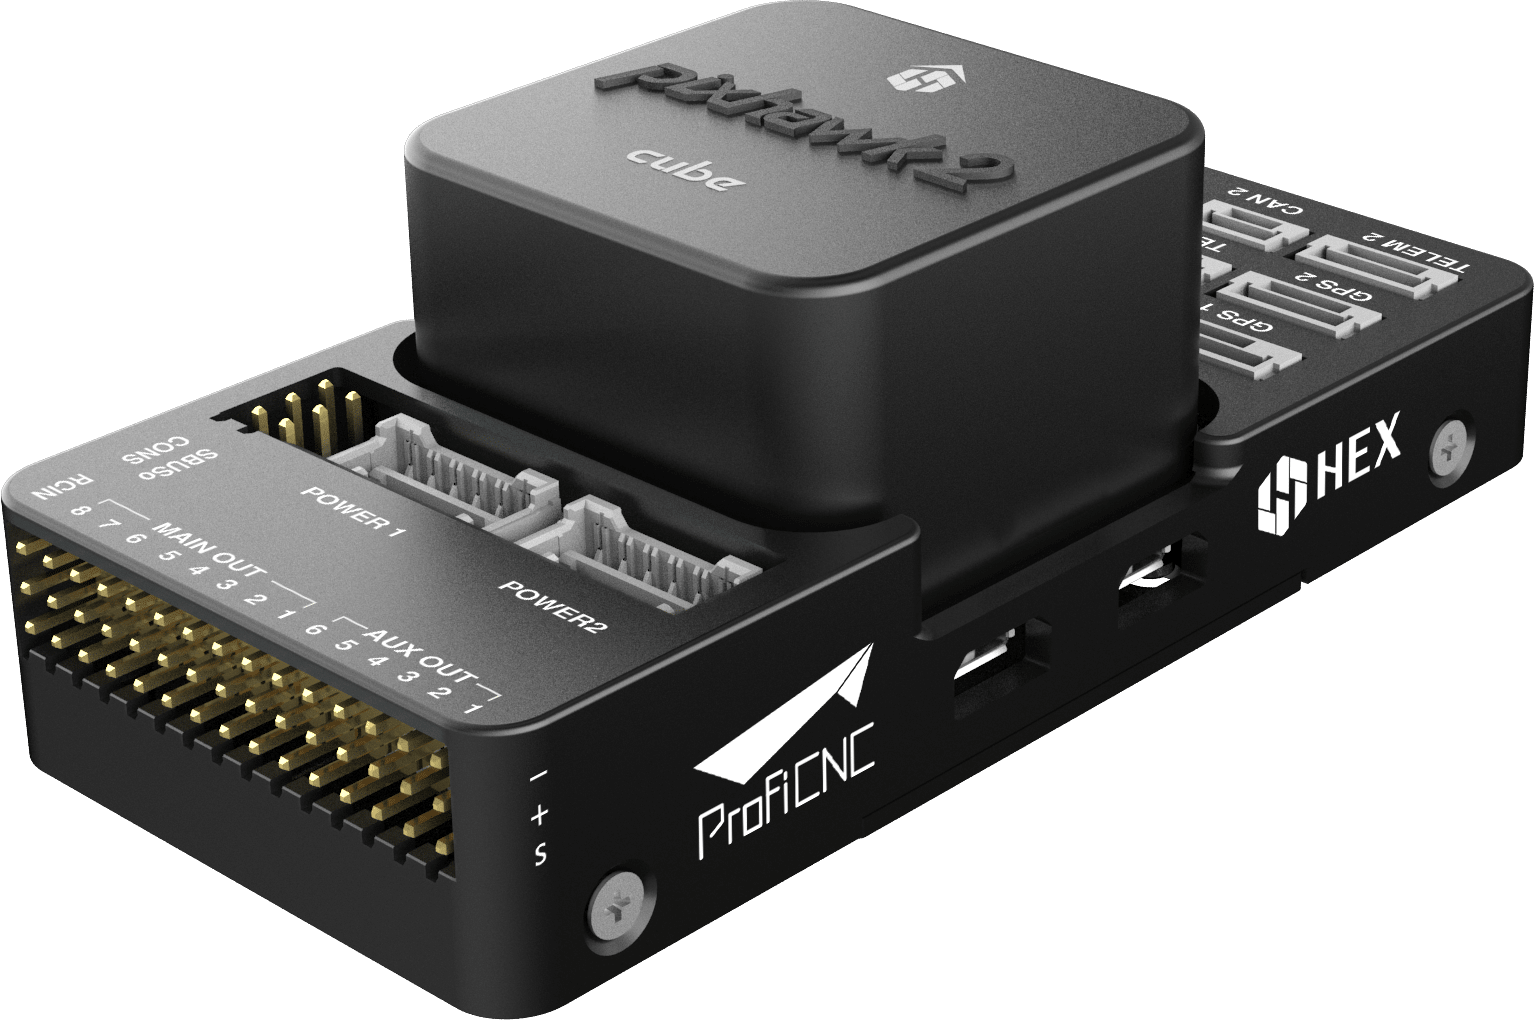 pixhawk2
cube
CAN 2
TELEM 2
GPS 2
GPS 1
HEX
SBUSo
CONS
RCIN
POWER 1
POWER2
MAIN OUT
8 7 6 5 4 3 2 1
AUX OUT
6 5 4 3 2 1
ProfiCNC
−
+
S